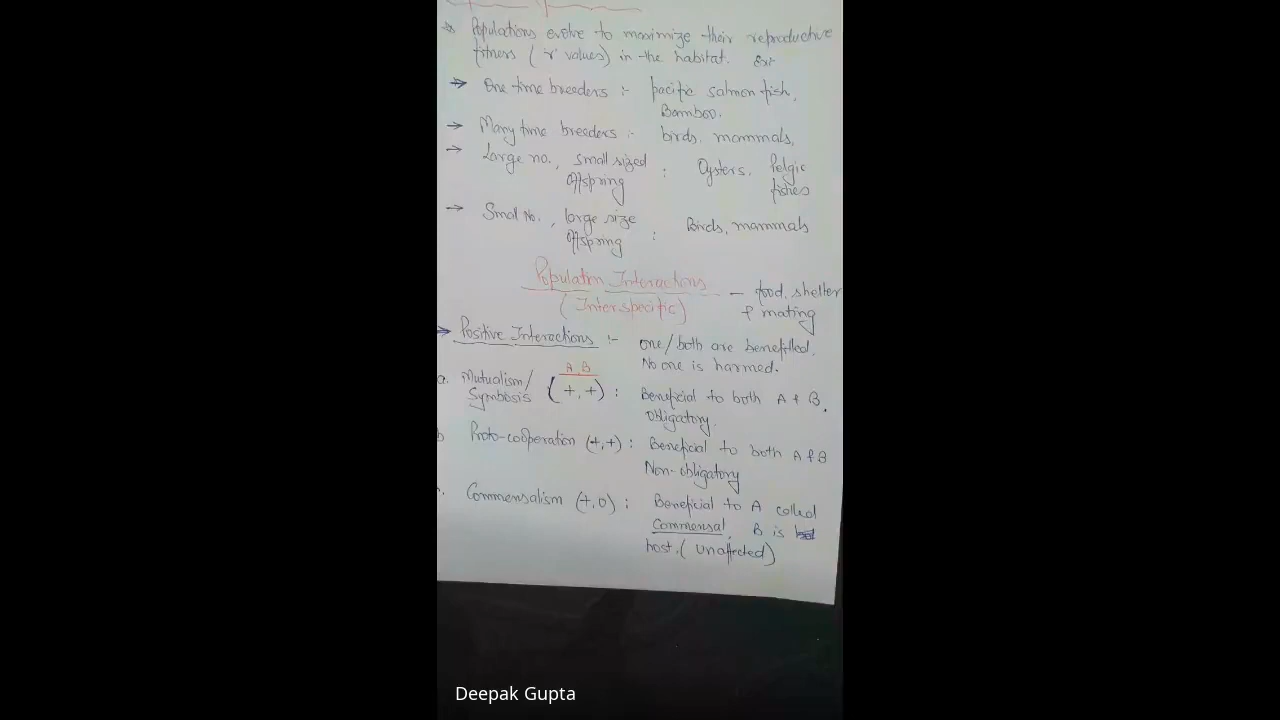 * Populations evolve to maximize their reproductive
fitness ( 'r' values) in the habitat. Ex:-
→ One time breeders :- pacific salmon fish,
Bamboo.
→ Many time breeders :- birds, mammals,
→ Large no., small sized offspring : Oysters, Pelgic fishes
→ Small No., large size offspring : Birds, mammals
Population Interactions
(Interspecific)
— food, shelter
& mating
→ Positive Interactions :- one/both are benefitted.
No one is harmed.
A, B
a. Mutualism/ Symbosis (+,+) : Beneficial to both A & B.
obligatory.
b Proto-cooperation (+,+) : Beneficial to both A & B
Non-obligatory
Commensalism (+,0) : Beneficial to A called
Commensal, B is
host. ( unaffected)
Deepak Gupta